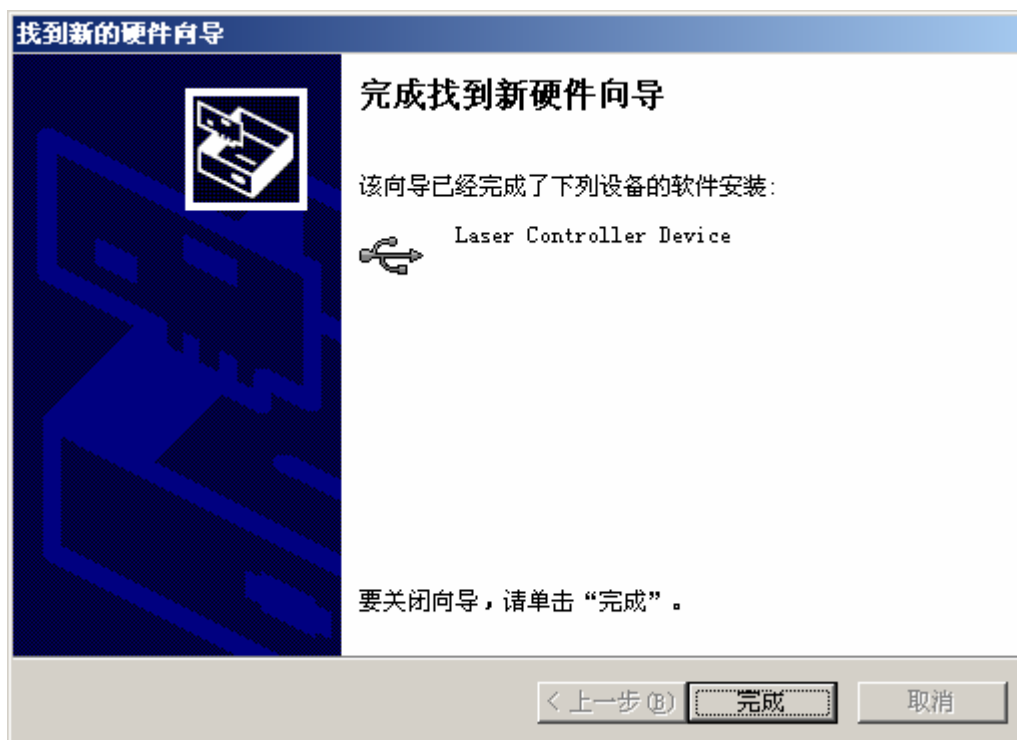 找到新的硬件向导
完成找到新硬件向导
该向导已经完成了下列设备的软件安装:
Laser Controller Device
要关闭向导，请单击“完成”。
< 上一步(B)
完成
取消